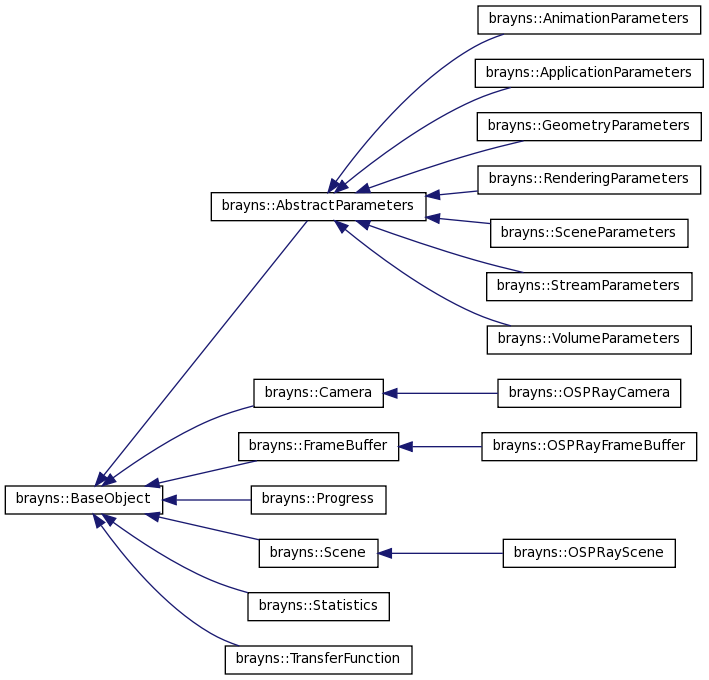 brayns::AnimationParameters
brayns::ApplicationParameters
brayns::GeometryParameters
brayns::RenderingParameters
brayns::AbstractParameters
brayns::SceneParameters
brayns::StreamParameters
brayns::VolumeParameters
brayns::Camera
brayns::OSPRayCamera
brayns::FrameBuffer
brayns::OSPRayFrameBuffer
brayns::BaseObject
brayns::Progress
brayns::Scene
brayns::OSPRayScene
brayns::Statistics
brayns::TransferFunction